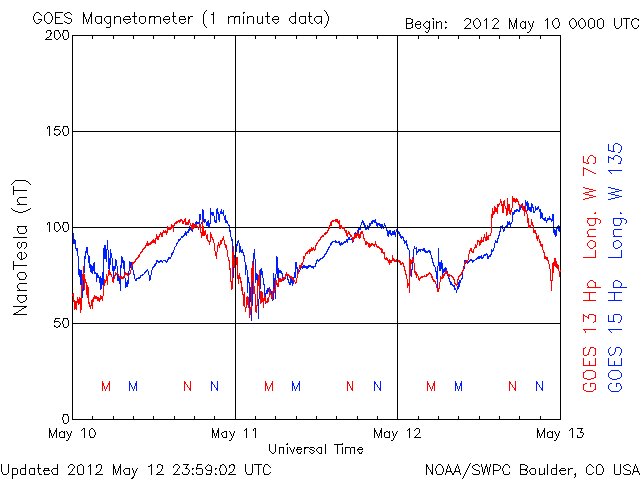 GOES Magnetometer (1 minute data)
Begin: 2012 May 10 0000 UTC
200
150
100
50
0
NanoTesla (nT)
M M N N M M N N M M N N
May 10 May 11 May 12 May 13
Universal Time
GOES 13 Hp Long. W 75
GOES 15 Hp Long. W 135
Updated 2012 May 12 23:59:02 UTC
NOAA/SWPC Boulder, CO USA